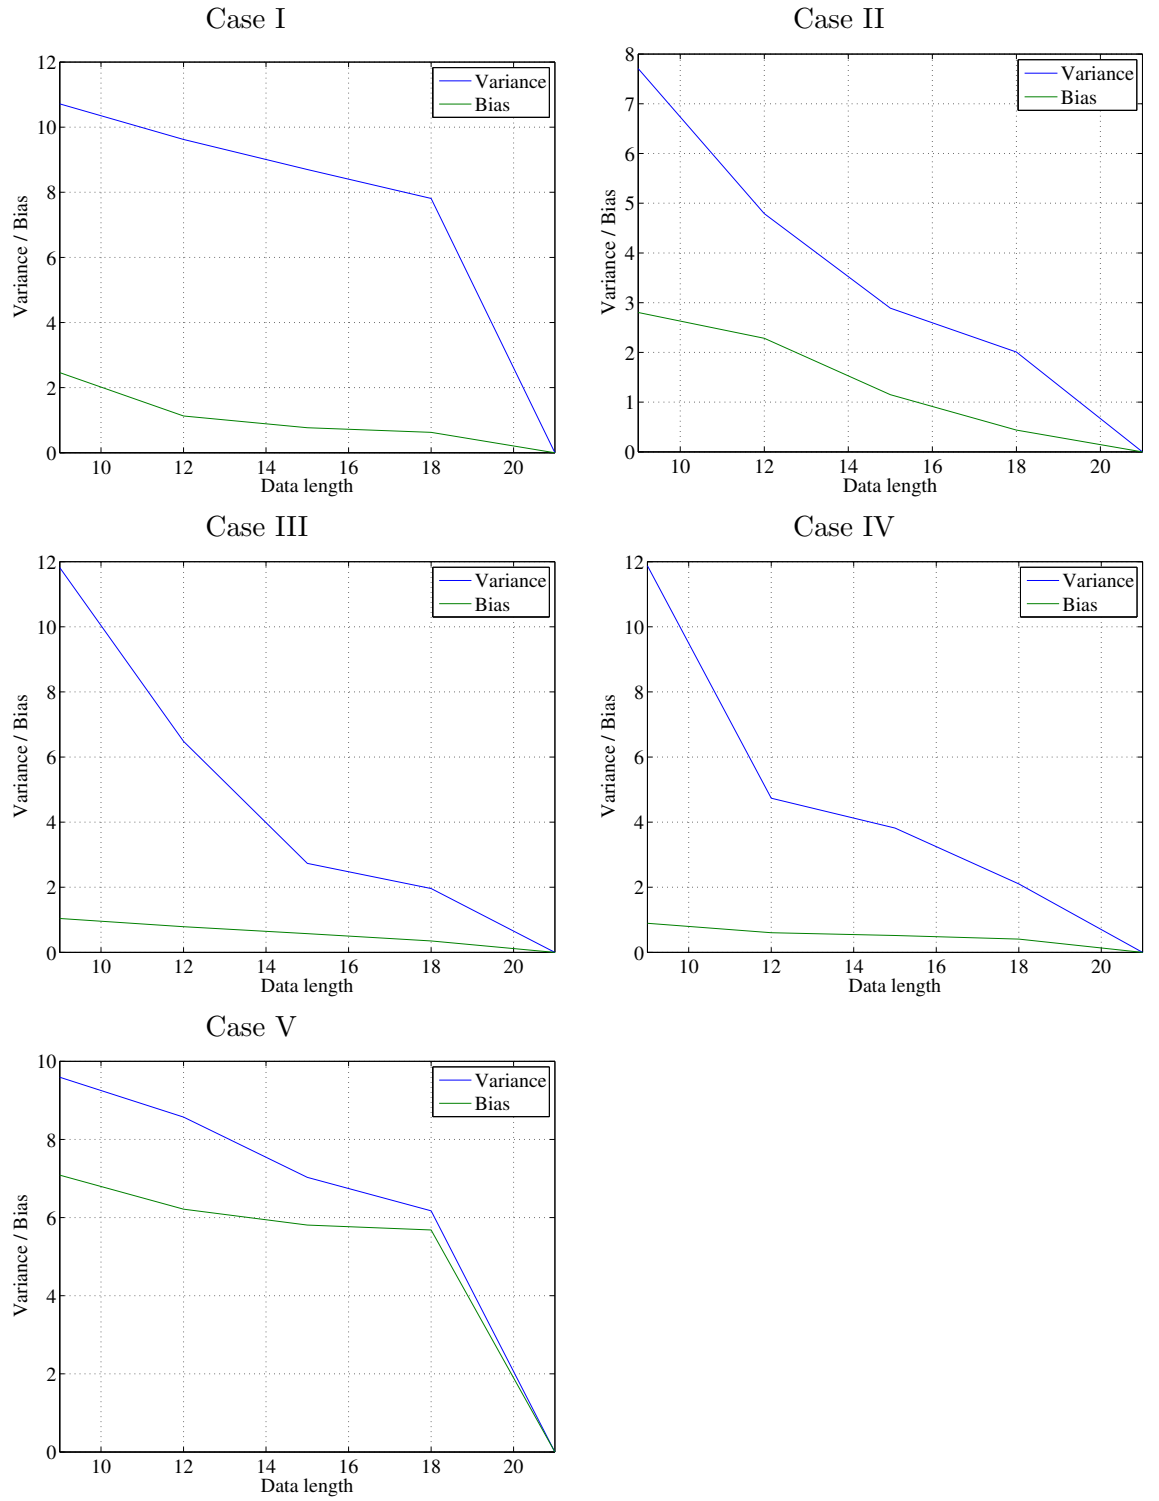 Case I
12
10
8
6
4
2
0
Variance / Bias
Variance
Bias
10 12 14 16 18 20
Data length
Case II
8
7
6
5
4
3
2
1
0
Variance / Bias
Variance
Bias
10 12 14 16 18 20
Data length
Case III
12
10
8
6
4
2
0
Variance / Bias
Variance
Bias
10 12 14 16 18 20
Data length
Case IV
12
10
8
6
4
2
0
Variance / Bias
Variance
Bias
10 12 14 16 18 20
Data length
Case V
10
8
6
4
2
0
Variance / Bias
Variance
Bias
10 12 14 16 18 20
Data length